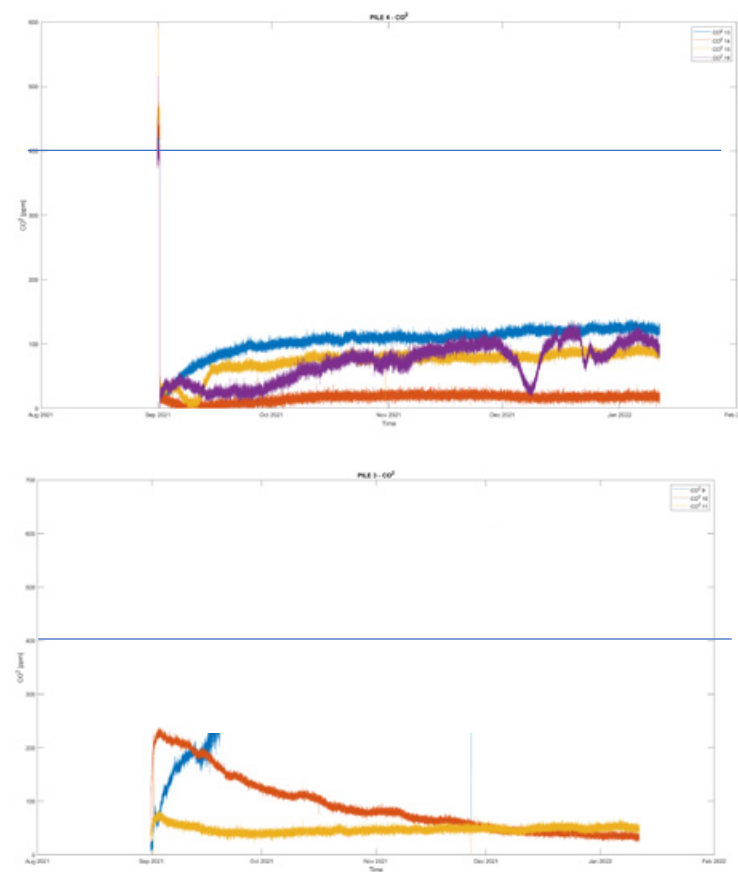 PILE 4 - CO²
600
CO² 13
CO² 14
CO² 15
CO² 16
500
400
300
CO² [ppm]
200
100
0
Aug 2021 Sep 2021 Oct 2021 Nov 2021 Dec 2021 Jan 2022 Feb 2
Time
PILE 3 - CO²
700
CO² 9
CO² 10
CO² 11
600
500
400
CO² [ppm]
300
200
100
0
Aug 2021 Sep 2021 Oct 2021 Nov 2021 Dec 2021 Jan 2022 Feb 2022
Time